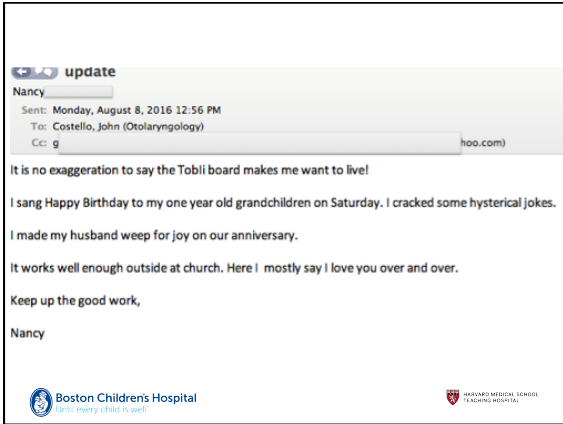 update
Nancy
Sent: Monday, August 8, 2016 12:56 PM
To: Costello, John (Otolaryngology)
Cc: g hoo.com)
It is no exaggeration to say the Tobli board makes me want to live!
I sang Happy Birthday to my one year old grandchildren on Saturday. I cracked some hysterical jokes.
I made my husband weep for joy on our anniversary.
It works well enough outside at church. Here I mostly say I love you over and over.
Keep up the good work,
Nancy
Boston Children's Hospital
Until every child is well™
HARVARD MEDICAL SCHOOL
TEACHING HOSPITAL